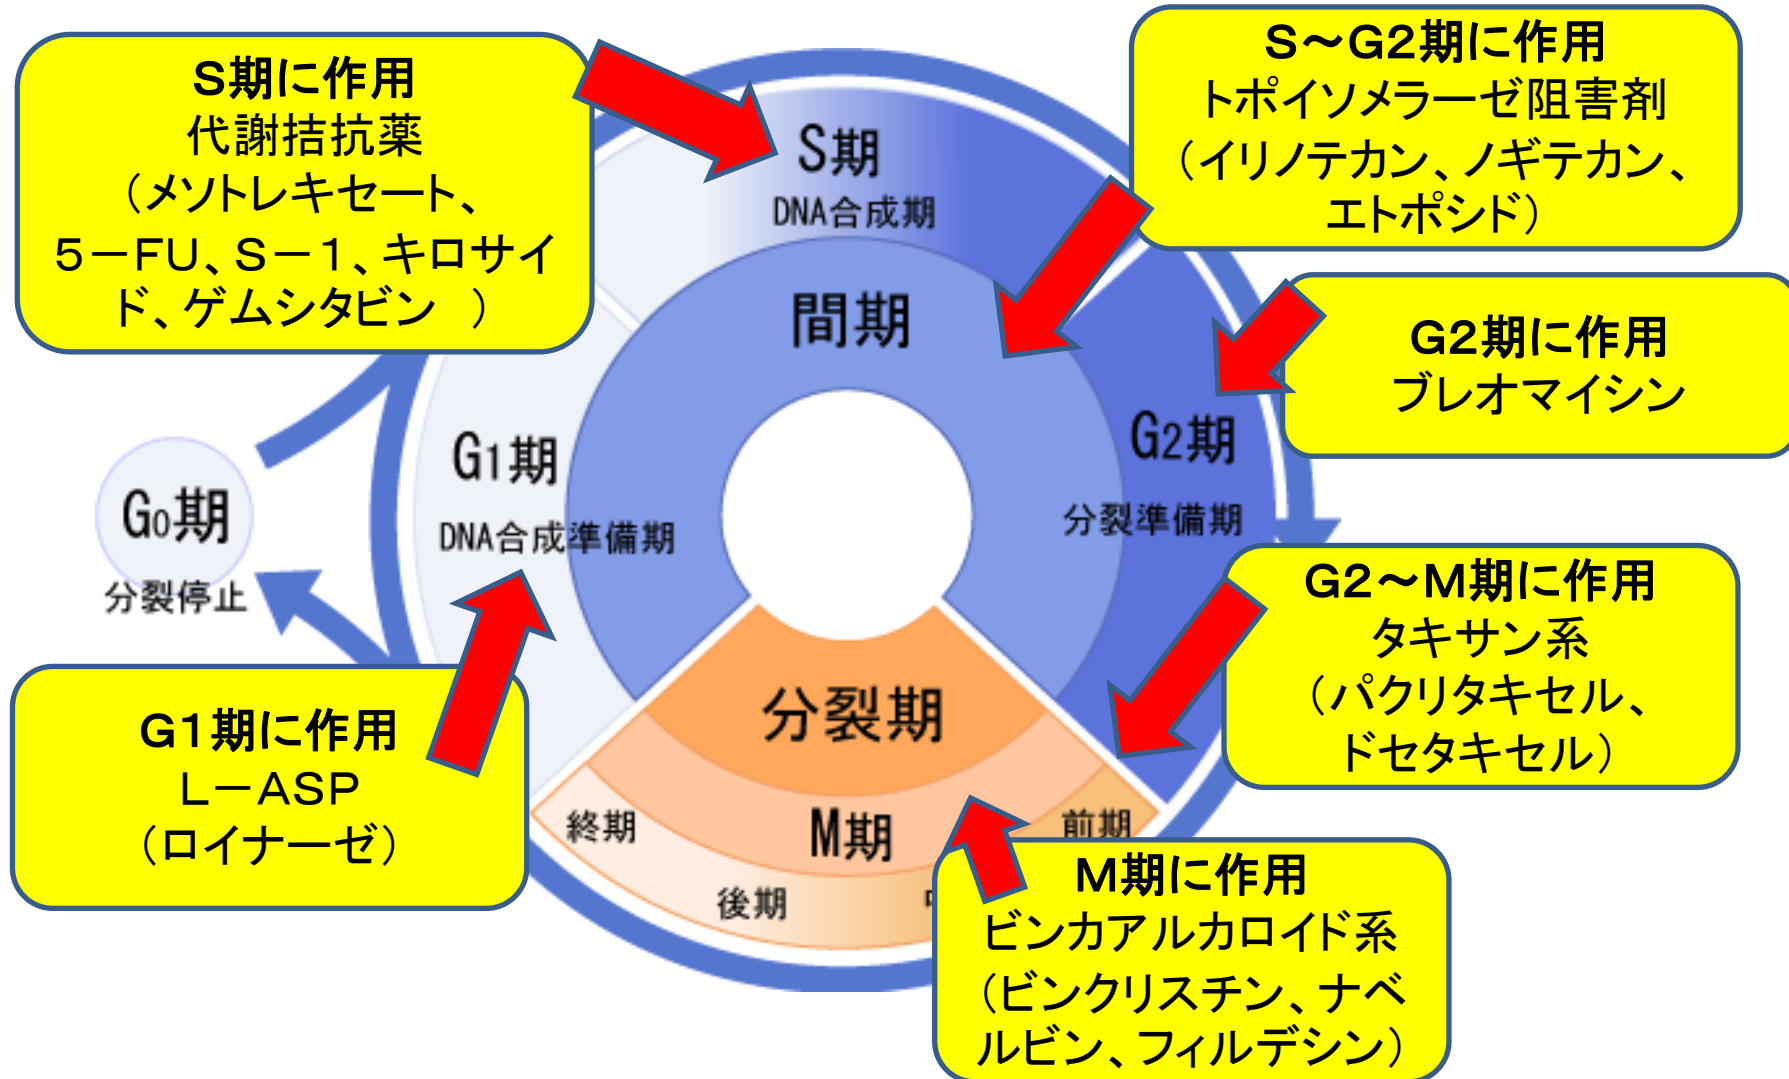 S期に作用
代謝拮抗薬
（メソトレキセート、
５－FU、S－１、キロサイ
ド、ゲムシタビン　）
S～G2期に作用
トポイソメラーゼ阻害剤
（イリノテカン、ノギテカン、
エトポシド）
S期
DNA合成期
間期
G2期に作用
ブレオマイシン
G1期
DNA合成準備期
G2期
分裂準備期
G0期
分裂停止
G2～M期に作用
タキサン系
（パクリタキセル、
ドセタキセル）
G1期に作用
L－ASP
（ロイナーゼ）
分裂期
M期
終期
前期
後期
M期に作用
ビンカアルカロイド系
（ビンクリスチン、ナベ
ルビン、フィルデシン）